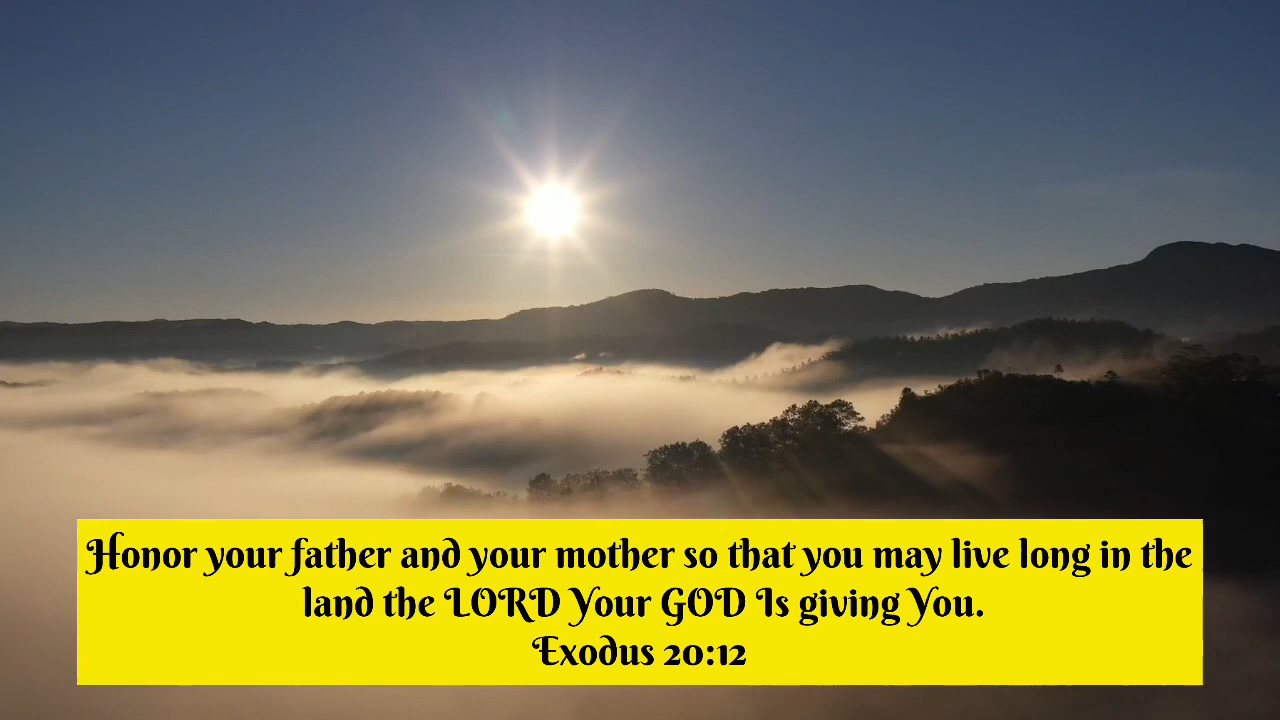 Honor your father and your mother so that you may live long in the
land the LORD Your GOD Is giving You.
Exodus 20:12